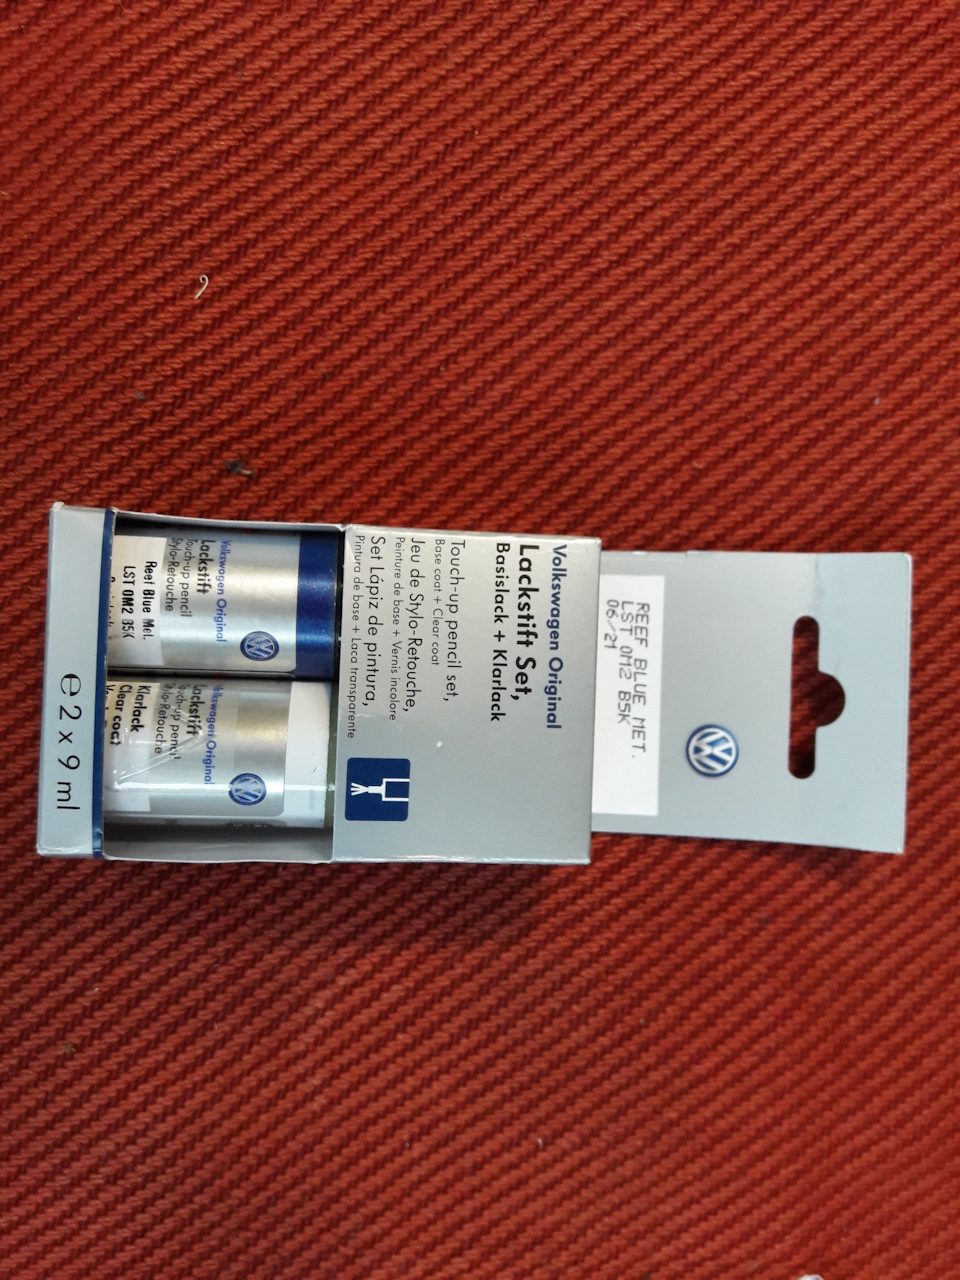 REEF BLUE MET.
LST 0M2 B5K
06/21
Volkswagen Original
Lackstift Set,
Basislack + Klarlack
Touch-up pencil set,
Base coat + Clear coat
Jeu de Stylo-Retouche,
Peinture de base + Vernis incolore
Set Lápiz de pintura,
Pintura de base + Laca transparente
Volkswagen Original
Lackstift
Touch-up pencil
Stylo-Retouche
Reef Blue Met.
LST 0M2 B5K
Volkswagen Original
Lackstift
Touch-up pencil
Stylo-Retouche
Klarlack
Clear coat
e 2 x 9 ml